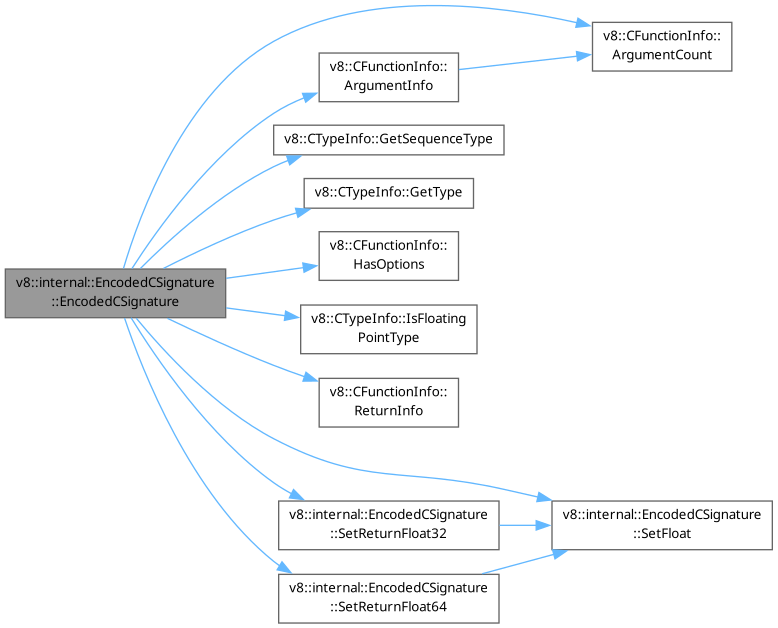 v8::CFunctionInfo::
ArgumentCount
v8::CFunctionInfo::
ArgumentInfo
v8::CTypeInfo::GetSequenceType
v8::CTypeInfo::GetType
v8::CFunctionInfo::
HasOptions
v8::internal::EncodedCSignature
::EncodedCSignature
v8::CTypeInfo::IsFloating
PointType
v8::CFunctionInfo::
ReturnInfo
v8::internal::EncodedCSignature
::SetReturnFloat32
v8::internal::EncodedCSignature
::SetFloat
v8::internal::EncodedCSignature
::SetReturnFloat64